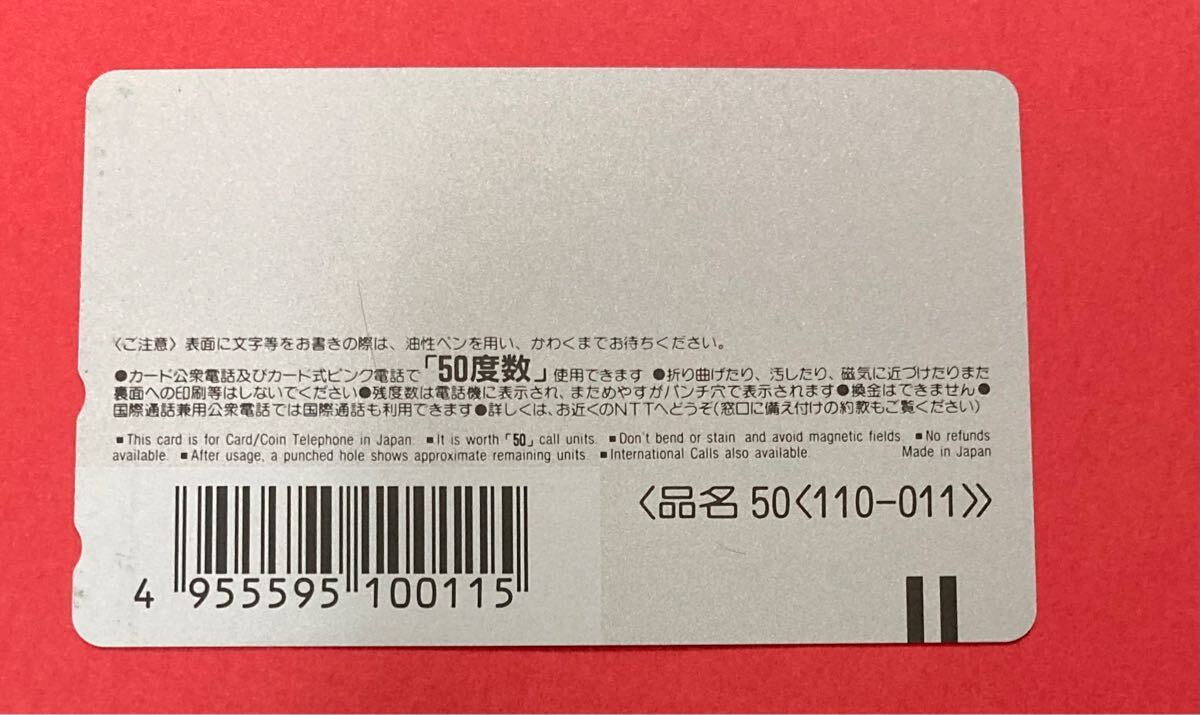 〈ご注意〉表面に文字等をお書きの際は、油性ペンを用い、かわくまでお待ちください。
●カード公衆電話及びカード式ピンク電話で「50度数」使用できます ●折り曲げたり、汚したり、磁気に近づけたりまた
裏面への印刷等はしないでください●残度数は電話機に表示され、まためやすがパンチ穴で表示されます●換金はできません●
国際通話兼用公衆電話では国際通話も利用できます●詳しくは、お近くのNTTへどうぞ(窓口に備え付けの約款もご覧ください)
■This card is for Card/Coin Telephone in Japan. ■It is worth「50」call units. ■Don't bend or stain and avoid magnetic fields. ■No refunds
available. ■After usage, a punched hole shows approximate remaining units. ■International Calls also available. Made in Japan
〈品名 50〈110-011〉〉
4 955595 100115